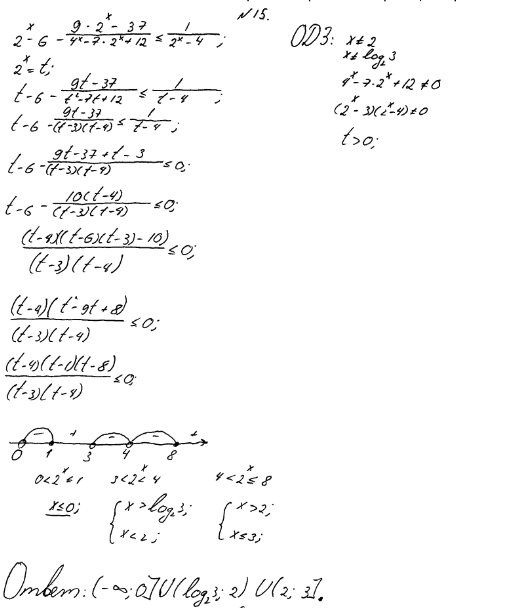 №15.
2^x - 6 - (9·2^x - 37)/(4^x - 7·2^x + 12) ≤ 1/(2^x - 4);
2^x = t;
t - 6 - (9t - 37)/(t² - 7t + 12) ≤ 1/(t - 4);
t - 6 - (9t - 37)/((t-3)(t-4)) ≤ 1/(t - 4);
t - 6 - (9t - 37 + t - 3)/((t-3)(t-4)) ≤ 0;
t - 6 - 10(t-4)/((t-3)(t-4)) ≤ 0;
(t-4)((t-6)(t-3)-10)/((t-3)(t-4)) ≤ 0;
(t-4)(t² - 9t + 8)/((t-3)(t-4)) ≤ 0;
(t-4)(t-1)(t-8)/((t-3)(t-4)) ≤ 0;
− + − − +
0 1 3 4 8
0 < 2^x ≤ 1 3 < 2^x < 4 4 < 2^x ≤ 8
x ≤ 0; { x > log₂3; { x > 2;
x < 2; x ≤ 3;
Ответ: (-∞; 0] U (log₂3; 2) U (2; 3].
ОДЗ: x ≠ 2
x ≠ log₂3
4^x - 7·2^x + 12 ≠ 0
(2^x - 3)(2^x - 4) ≠ 0
t > 0;